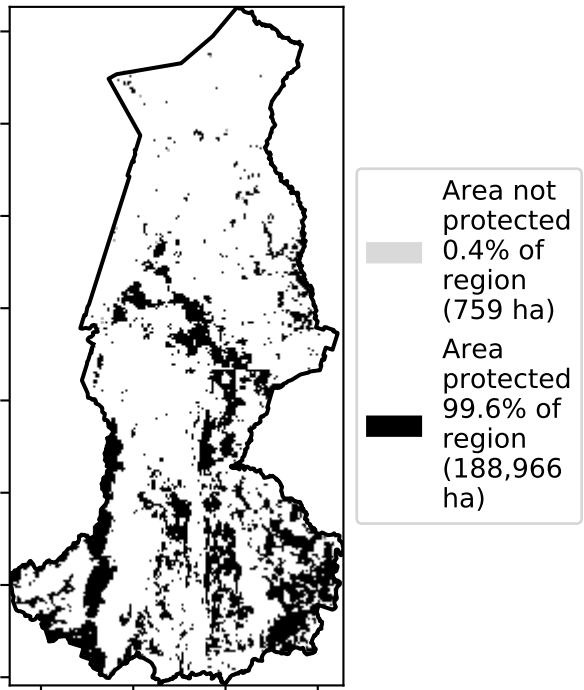 Area not
protected
0.4% of
region
(759 ha)
Area
protected
99.6% of
region
(188,966
ha)